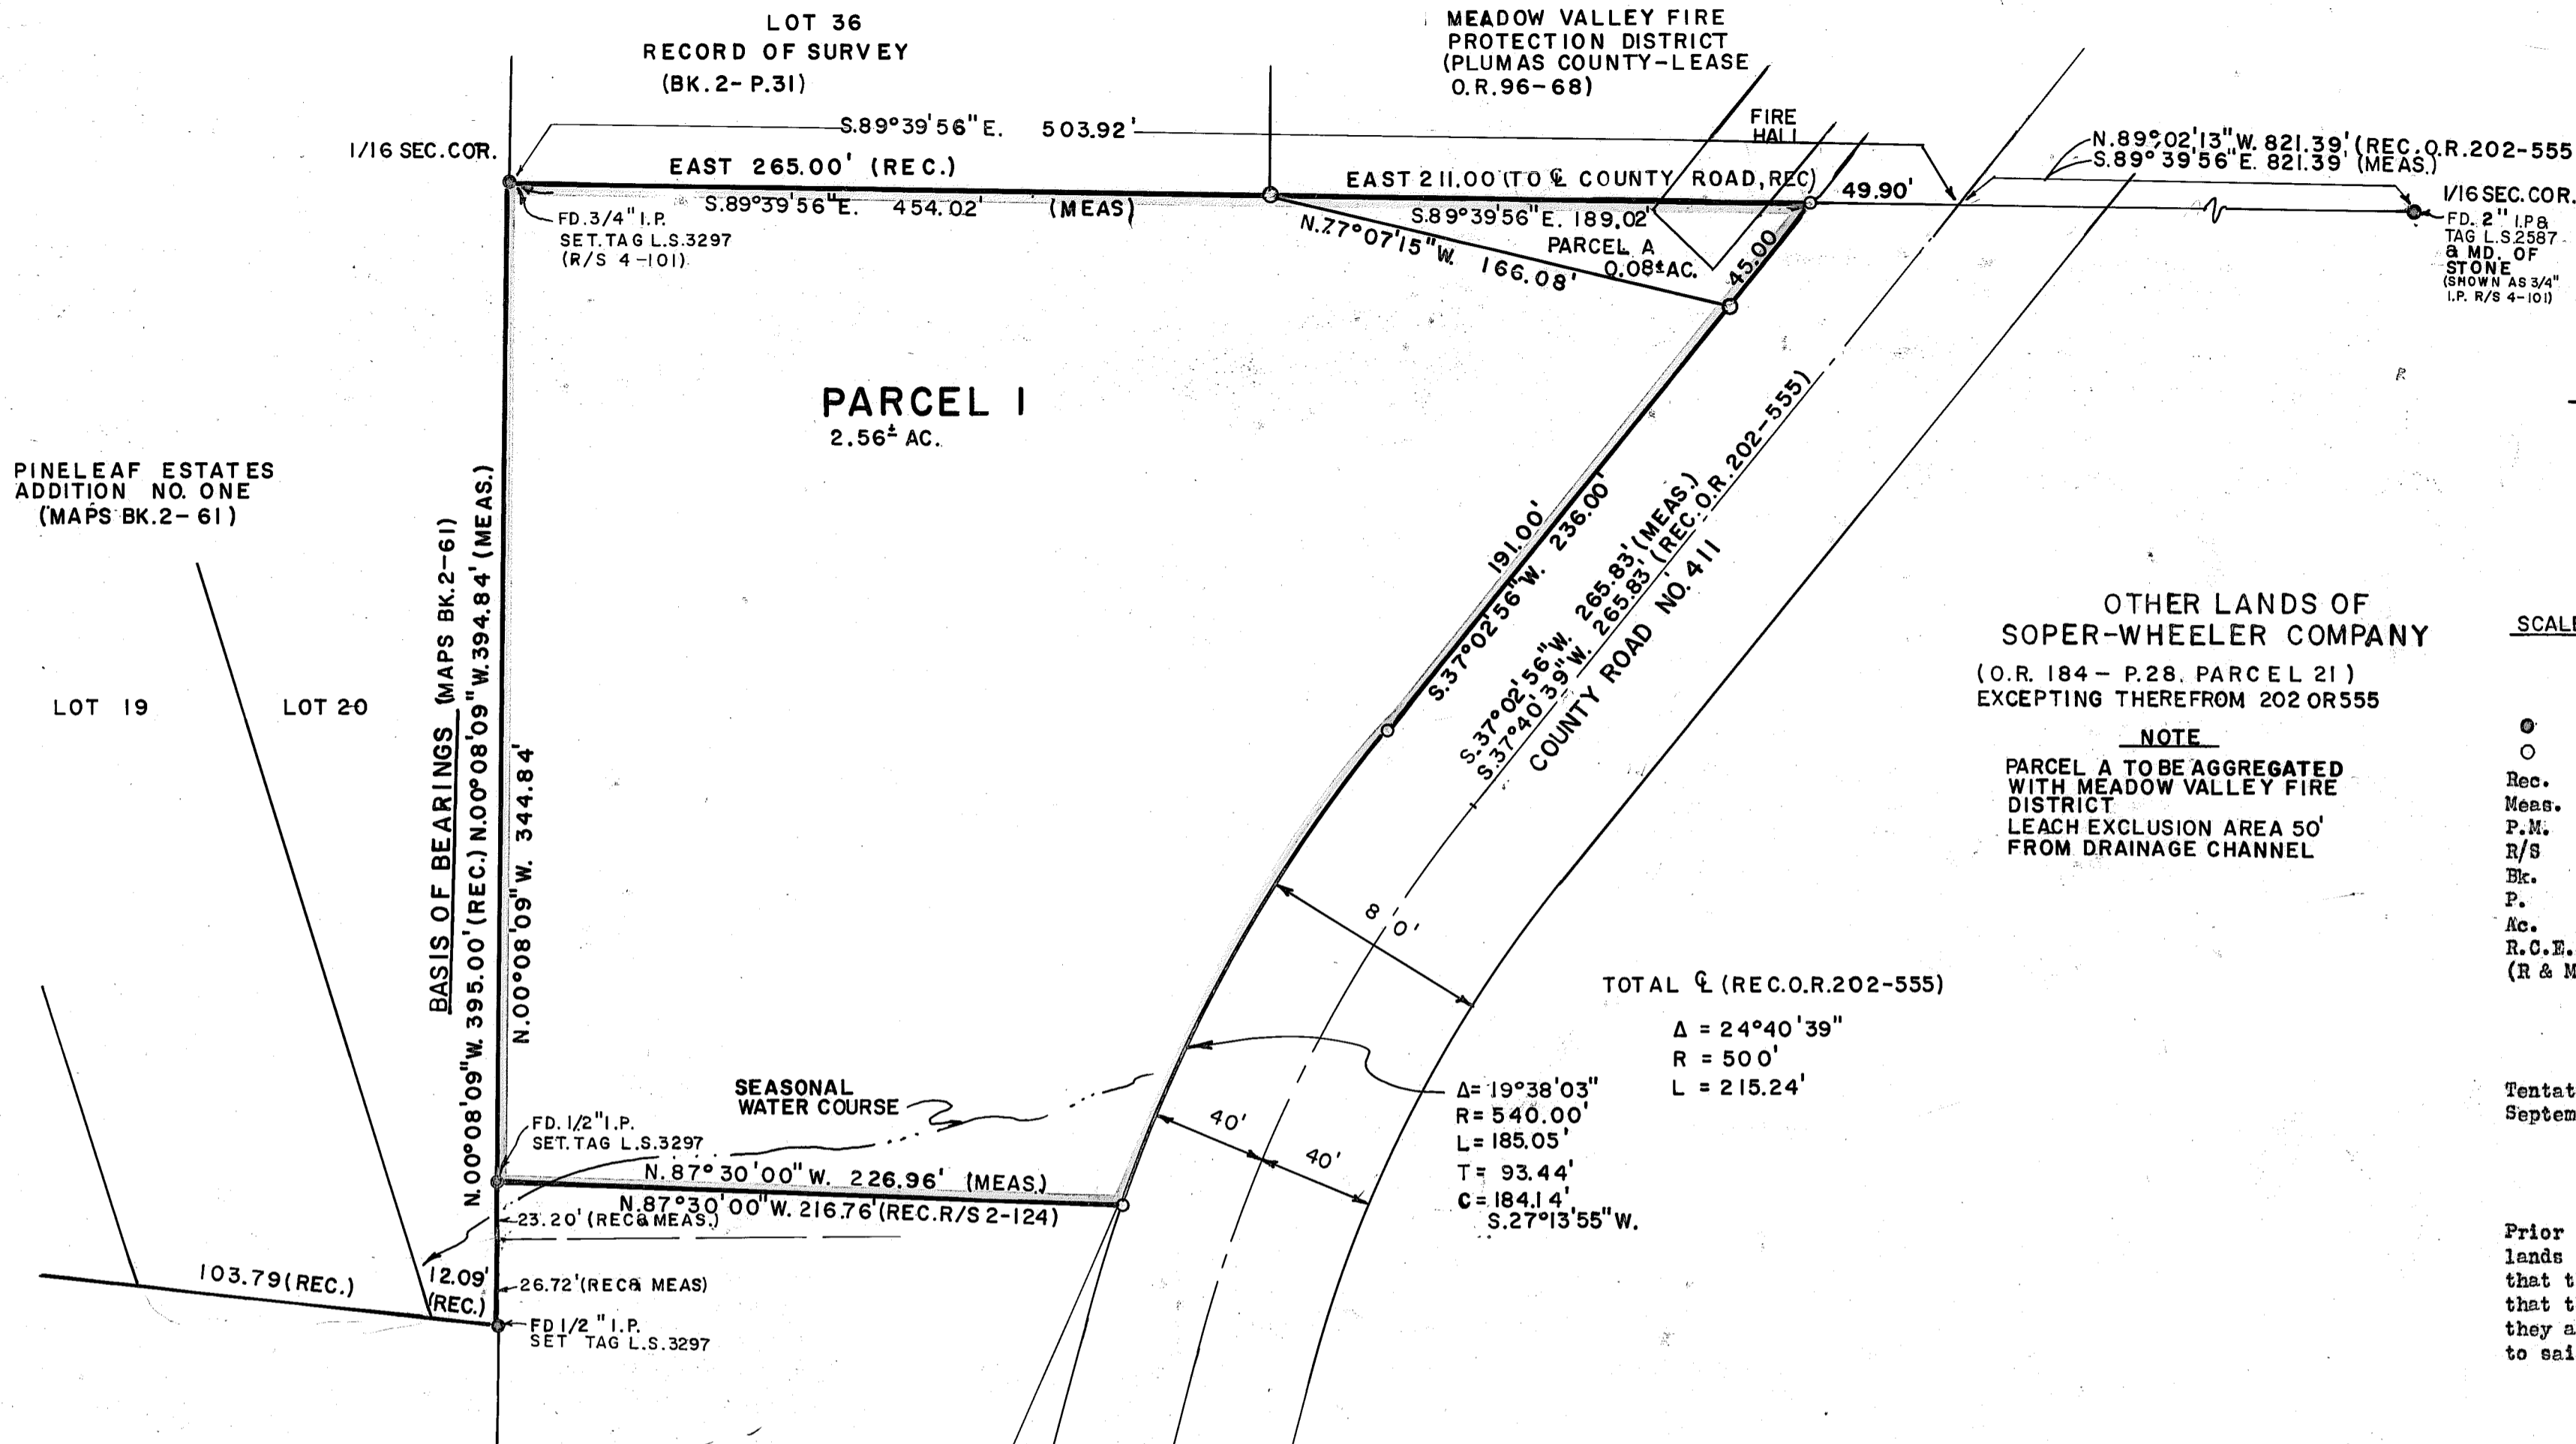 LOT 36
RECORD OF SURVEY
(BK.2- P.31)
MEADOW VALLEY FIRE
PROTECTION DISTRICT
(PLUMAS COUNTY-LEASE
O.R.96-68)
FIRE
HALL
1/16 SEC.COR.
S.89°39'56"E. 503.92'
N.89°02'13"W. 821.39' (REC.O.R.202-555
S.89°39'56"E. 821.39' (MEAS.)
EAST 265.00' (REC.)
EAST 211.00 (TO ℄ COUNTY ROAD, REC)
49.90'
1/16 SEC.COR.
FD. 2" I.P.&
TAG L.S.2587
& MD. OF
STONE
(SHOWN AS 3/4"
I.P. R/S 4-101)
S.89°39'56"E. 454.02' (MEAS)
S.89°39'56"E. 189.02'
FD.3/4" I.P.
SET.TAG L.S.3297
(R/S 4-101)
N.77°07'15"W. 166.08'
PARCEL A
0.08± AC.
45.00
PARCEL 1
2.56± AC.
PINELEAF ESTATES
ADDITION NO. ONE
(MAPS BK.2-61)
LOT 19
LOT 20
BASIS OF BEARINGS (MAPS BK.2-61)
N.00°08'09"W. 395.00' (REC.) N.00°08'09"W. 394.84' (MEAS.)
N.00°08'09"W. 344.84'
191.00'
S.37°02'56"W. 236.00'
S.37°02'56"W. 265.83' (MEAS.)
S.37°40'39"W. 265.83' (REC.O.R.202-555)
COUNTY ROAD NO. 411
OTHER LANDS OF
SOPER-WHEELER COMPANY
(O.R. 184 - P.28. PARCEL 21)
EXCEPTING THEREFROM 202 OR 555
NOTE
PARCEL A TO BE AGGREGATED
WITH MEADOW VALLEY FIRE
DISTRICT
LEACH EXCLUSION AREA 50'
FROM DRAINAGE CHANNEL
SCALE
Rec.
Meas.
P.M.
R/S
Bk.
P.
Ac.
R.C.E.
(R & M
80'
TOTAL ℄ (REC.O.R.202-555)
Δ = 24°40'39"
R = 500'
L = 215.24'
SEASONAL
WATER COURSE
Δ= 19°38'03"
R= 540.00'
L= 185.05'
T= 93.44'
C= 184.14'
S.27°13'55"W.
40'
40'
FD. 1/2" I.P.
SET.TAG L.S.3297
N.87°30'00"W. 226.96' (MEAS.)
N.87°30'00"W. 216.76' (REC.R/S 2-124)
23.20' (REC&MEAS.)
103.79 (REC.)
12.09'
(REC.)
26.72' (REC& MEAS)
FD 1/2" I.P.
SET TAG L.S.3297
Tentat
Septem
Prior
lands
that t
that t
they a
to sai